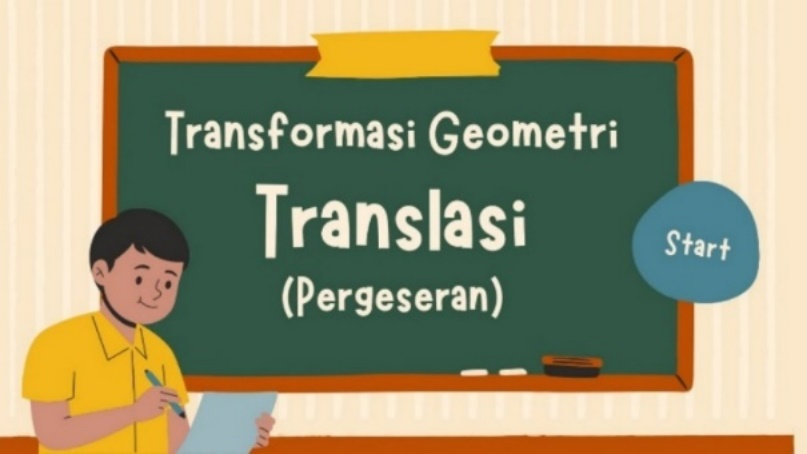 Transformasi Geometri
Translasi
(Pergeseran)
Start